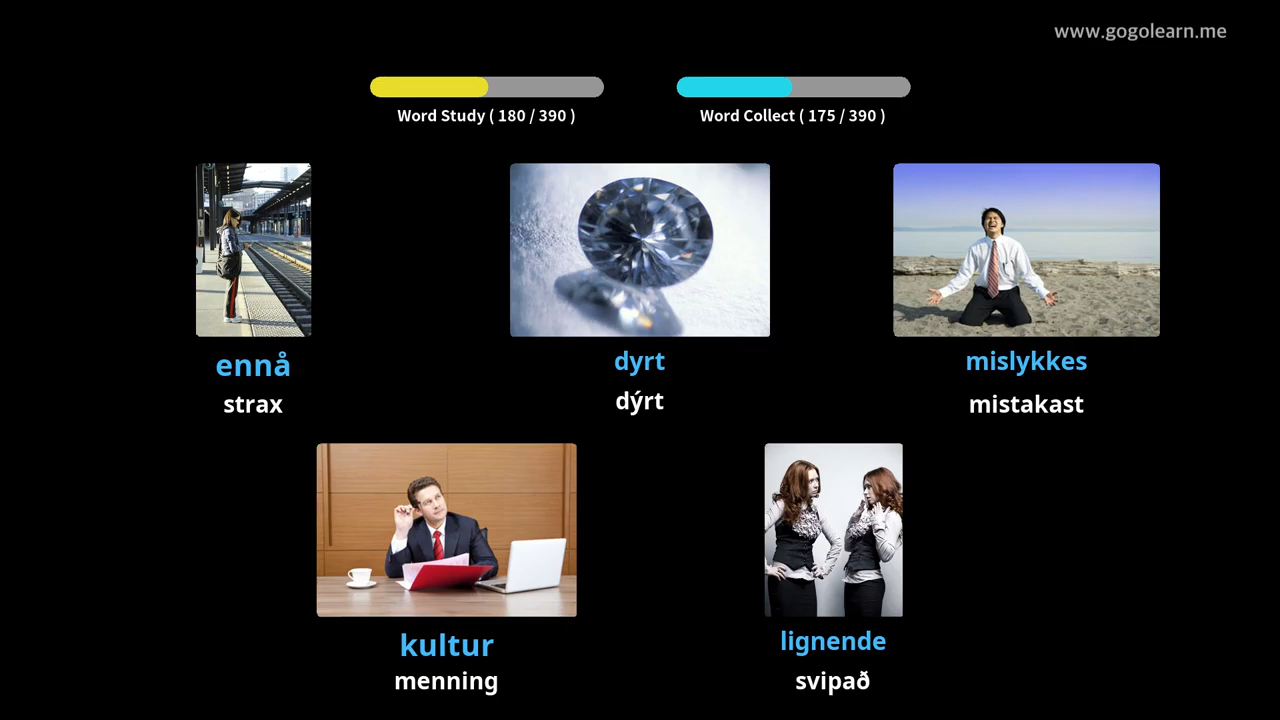 www.gogolearn.me
Word Study ( 180 / 390 )
Word Collect ( 175 / 390 )
ennå
strax
dyrt
dýrt
mislykkes
mistakast
kultur
menning
lignende
svipað